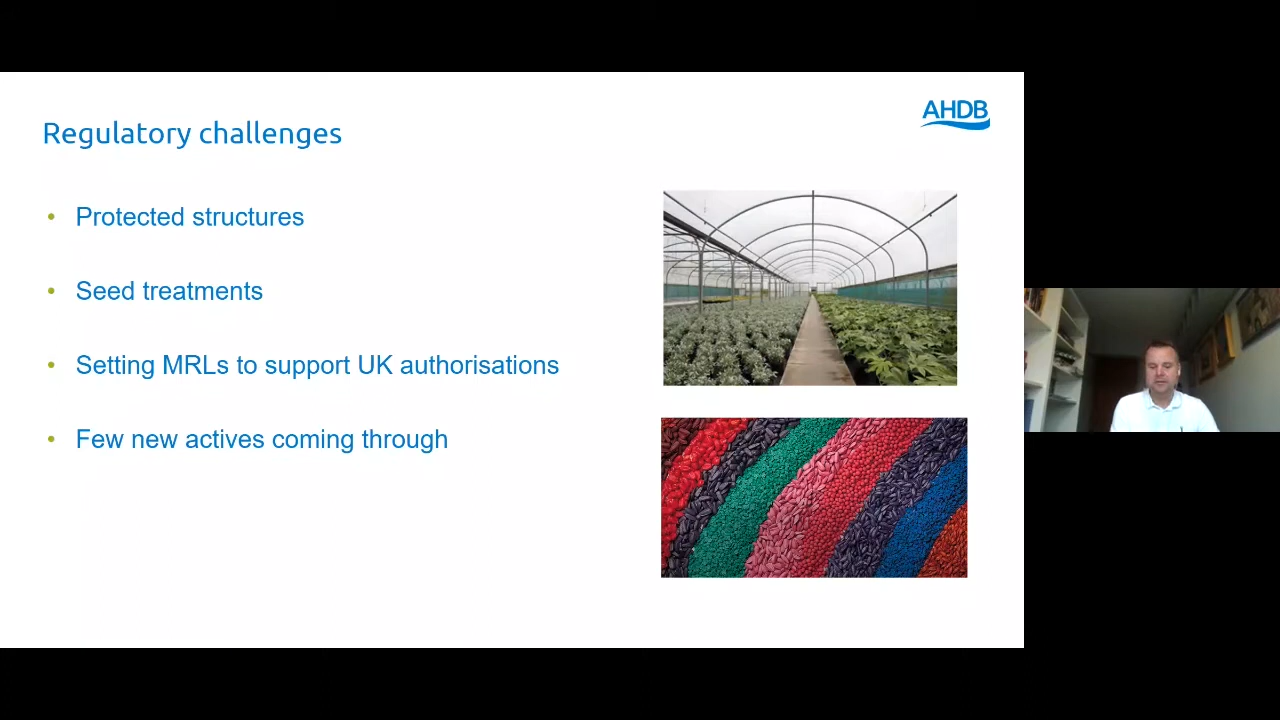 AHDB
Regulatory challenges
• Protected structures
• Seed treatments
• Setting MRLs to support UK authorisations
• Few new actives coming through